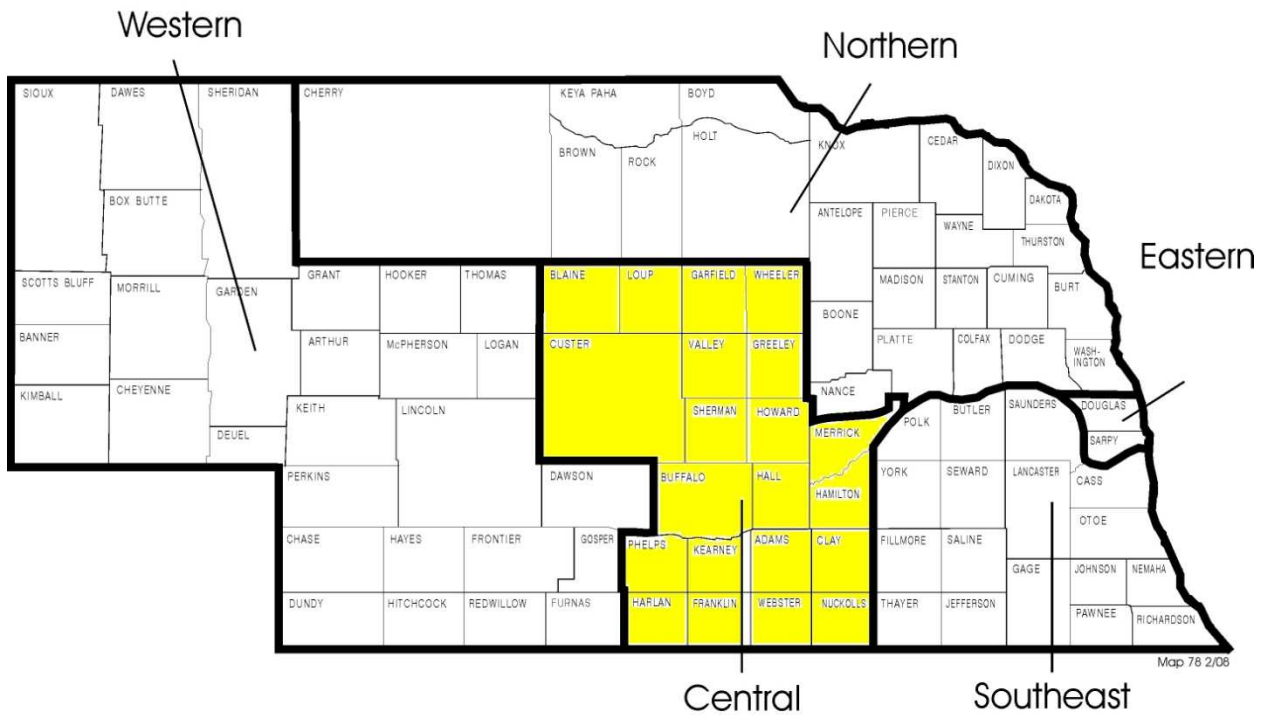 Western
Northern
SIOUX
DAWES
SHERIDAN
CHERRY
KEYA PAHA
BOYD
HOLT
KNOX
CEDAR
DIXON
BROWN
ROCK
DAKOTA
BOX BUTTE
ANTELOPE
PIERCE
WAYNE
THURSTON
Eastern
SCOTTS BLUFF
MORRILL
GARDEN
GRANT
HOOKER
THOMAS
BLAINE
LOUP
GARFIELD
WHEELER
MADISON
STANTON
CUMING
BURT
BANNER
ARTHUR
McPHERSON
LOGAN
CUSTER
VALLEY
GREELEY
BOONE
PLATTE
COLFAX
DODGE
WASH-
INGTON
KIMBALL
CHEYENNE
KEITH
LINCOLN
NANCE
SHERMAN
HOWARD
MERRICK
POLK
BUTLER
SAUNDERS
DOUGLAS
SARPY
DEUEL
PERKINS
DAWSON
BUFFALO
HALL
HAMILTON
YORK
SEWARD
LANCASTER
CASS
OTOE
CHASE
HAYES
FRONTIER
GOSPER
PHELPS
KEARNEY
ADAMS
CLAY
FILLMORE
SALINE
GAGE
JOHNSON
NEMAHA
DUNDY
HITCHCOCK
REDWILLOW
FURNAS
HARLAN
FRANKLIN
WEBSTER
NUCKOLLS
THAYER
JEFFERSON
PAWNEE
RICHARDSON
Map 78 2/08
Central
Southeast